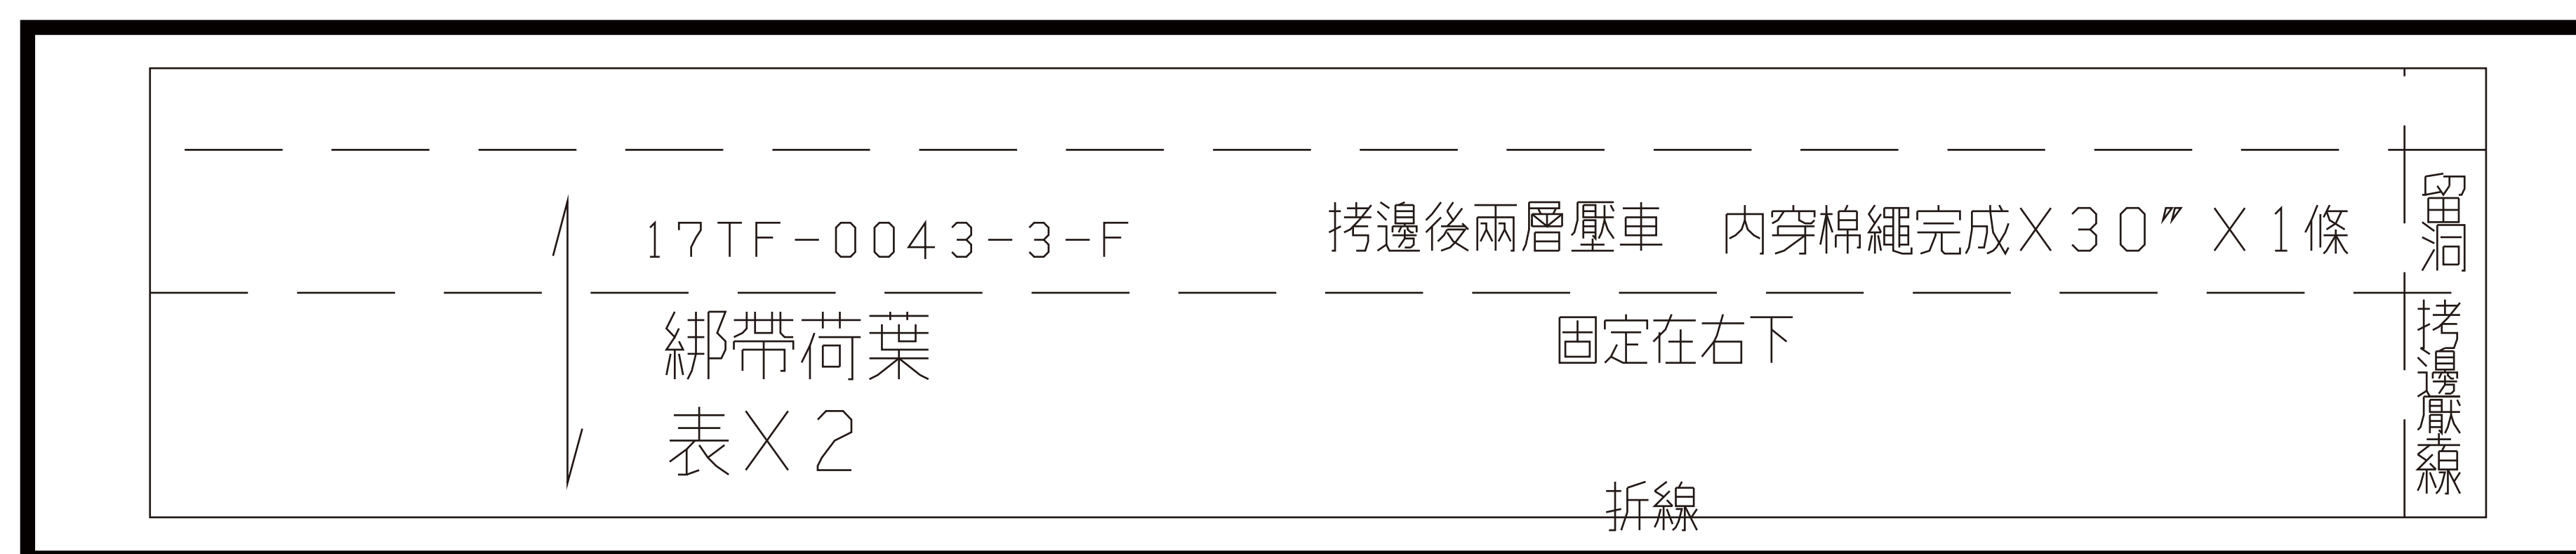 17TF-0043-3-F
拷邊後兩層壓車 內穿棉繩完成X30"X1條
留洞
綁帶荷葉
表X2
固定在右下
拷邊壓線
折線